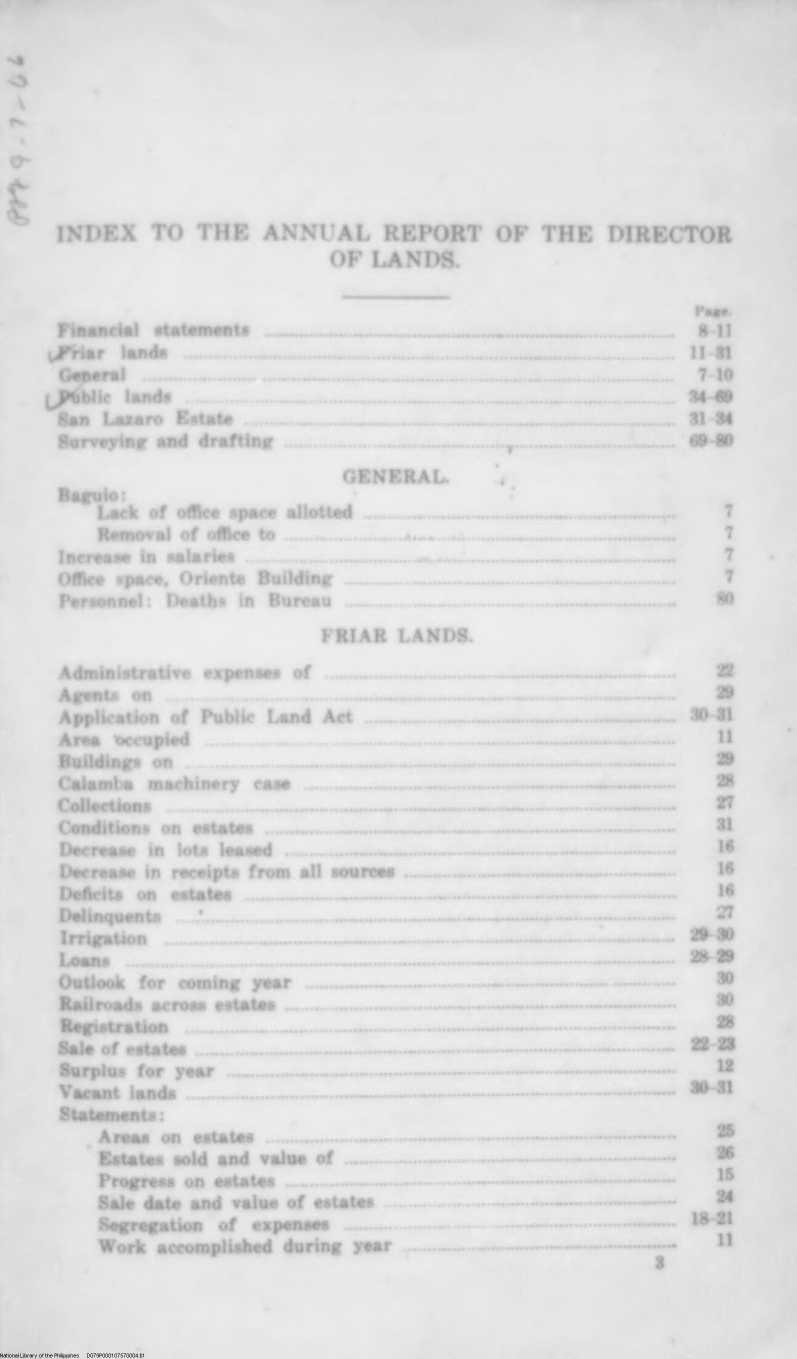 INDEX TO THE ANNUAL REPORT OF THE DIRECTOR
OF LANDS.
Page.
Financial statements 8-11
Friar lands 11-31
General 7-10
Public lands 34-69
San Lazaro Estate 31-34
Surveying and drafting 69-80
GENERAL.
Baguio:
Lack of office space allotted 7
Removal of office to 7
Increase in salaries 7
Office space, Oriente Building 7
Personnel: Deaths in Bureau 80
FRIAR LANDS.
Administrative expenses of 22
Agents on 29
Application of Public Land Act 30-31
Area occupied 11
Buildings on 29
Calamba machinery case 28
Collections 27
Conditions on estates 31
Decrease in lots leased 16
Decrease in receipts from all sources 16
Deficits on estates 16
Delinquents 27
Irrigation 29-30
Loans 28-29
Outlook for coming year 30
Railroads across estates 30
Registration 28
Sale of estates 22-23
Surplus for year 12
Vacant lands 30-31
Statements:
Areas on estates 25
Estates sold and value of 26
Progress on estates 15
Sale date and value of estates 24
Segregation of expenses 18-21
Work accomplished during year 11
3
National Library of the Philippines DG79P000107570004.tif